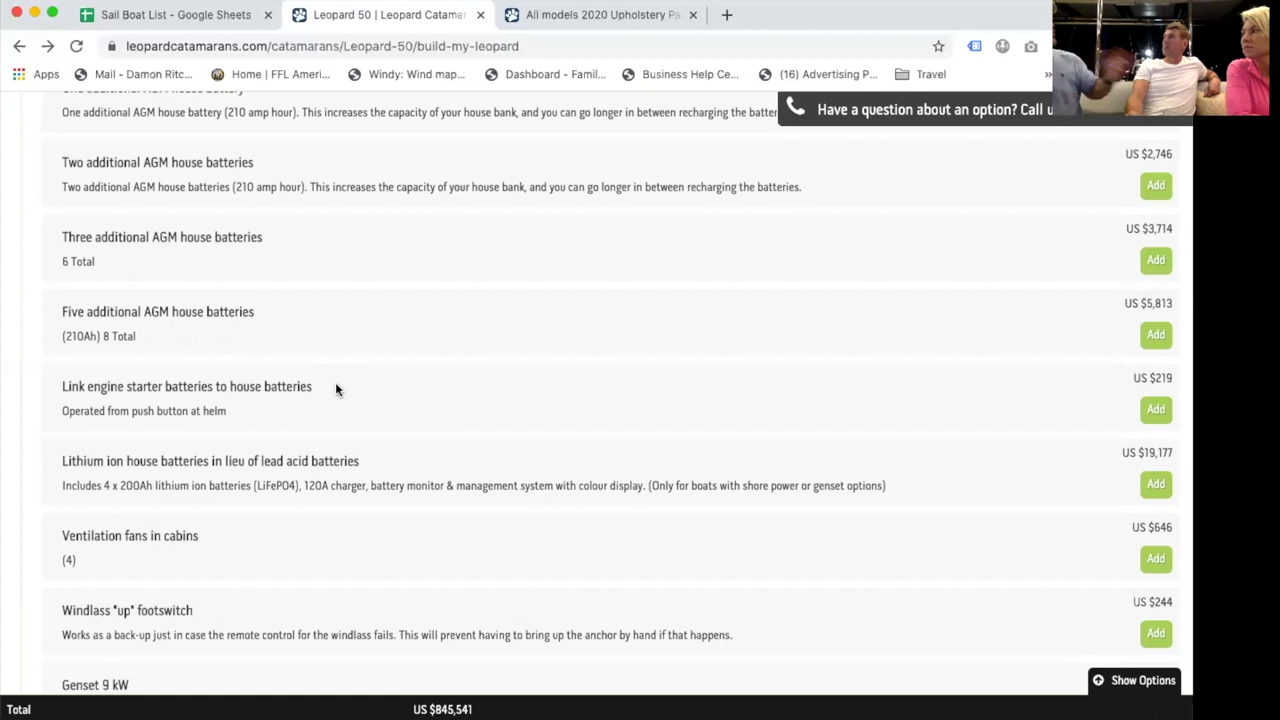 Sail Boat List - Google Sheets
Leopard 50 | Leopard Catamar
All models 2020 Upholstery P
leopardcatamarans.com/catamarans/Leopard-50/build-my-leopard
Apps
Mail - Damon Ritc...
Home | FFL Ameri...
Windy: Wind map...
Dashboard - Famil...
Business Help Ce...
(16) Advertising P...
Travel
»
One additional AGM house battery
One additional AGM house battery (210 amp hour). This increases the capacity of your house bank, and you can go longer in between recharging the batter
Have a question about an option? Call u
Two additional AGM house batteries
US $2,746
Two additional AGM house batteries (210 amp hour). This increases the capacity of your house bank, and you can go longer in between recharging the batteries.
Add
Three additional AGM house batteries
US $3,714
6 Total
Add
Five additional AGM house batteries
US $5,813
(210Ah) 8 Total
Add
Link engine starter batteries to house batteries
US $219
Operated from push button at helm
Add
Lithium ion house batteries in lieu of lead acid batteries
US $19,177
Includes 4 x 200Ah lithium ion batteries (LiFePO4), 120A charger, battery monitor & management system with colour display. (Only for boats with shore power or genset options)
Add
Ventilation fans in cabins
US $646
(4)
Add
Windlass "up" footswitch
US $244
Works as a back-up just in case the remote control for the windlass fails. This will prevent having to bring up the anchor by hand if that happens.
Add
Genset 9 kW
Show Options
Total
US $845,541